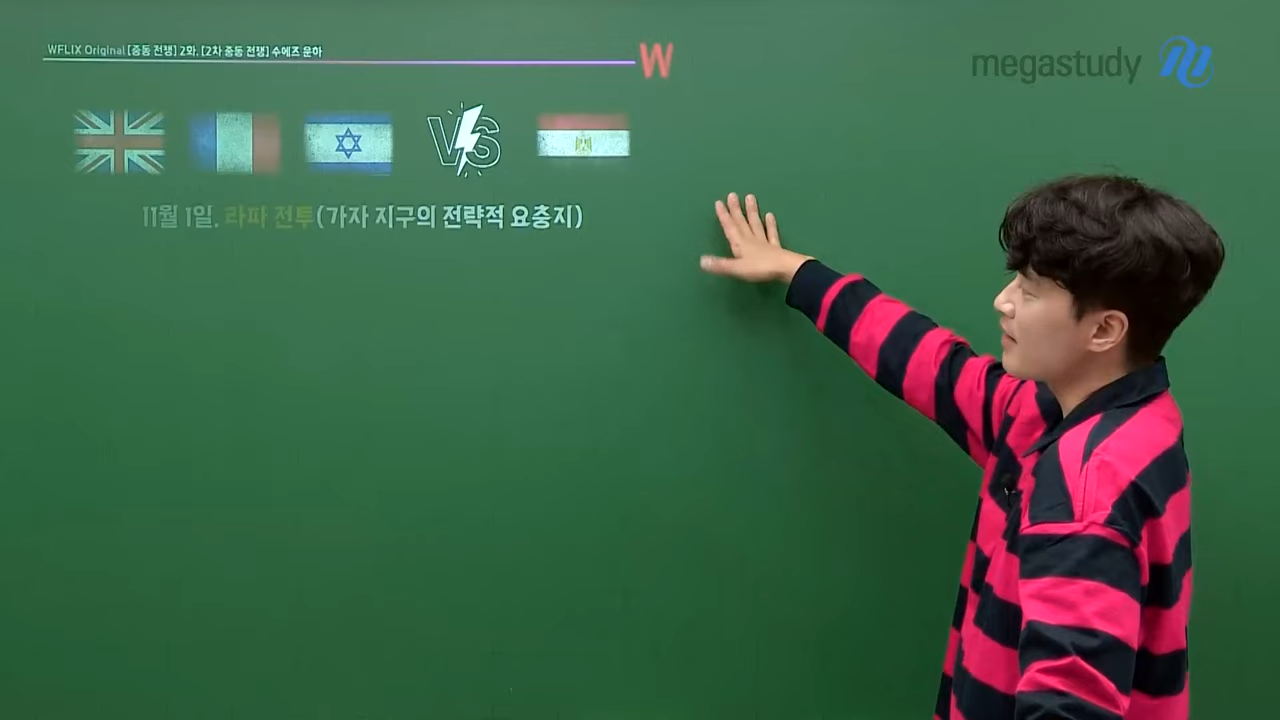 WFLIX Original [중동 전쟁] 2화. [2차 중동 전쟁] 수에즈 운하
W
megastudy
VS
11월 1일. 라파 전투(가자 지구의 전략적 요충지)